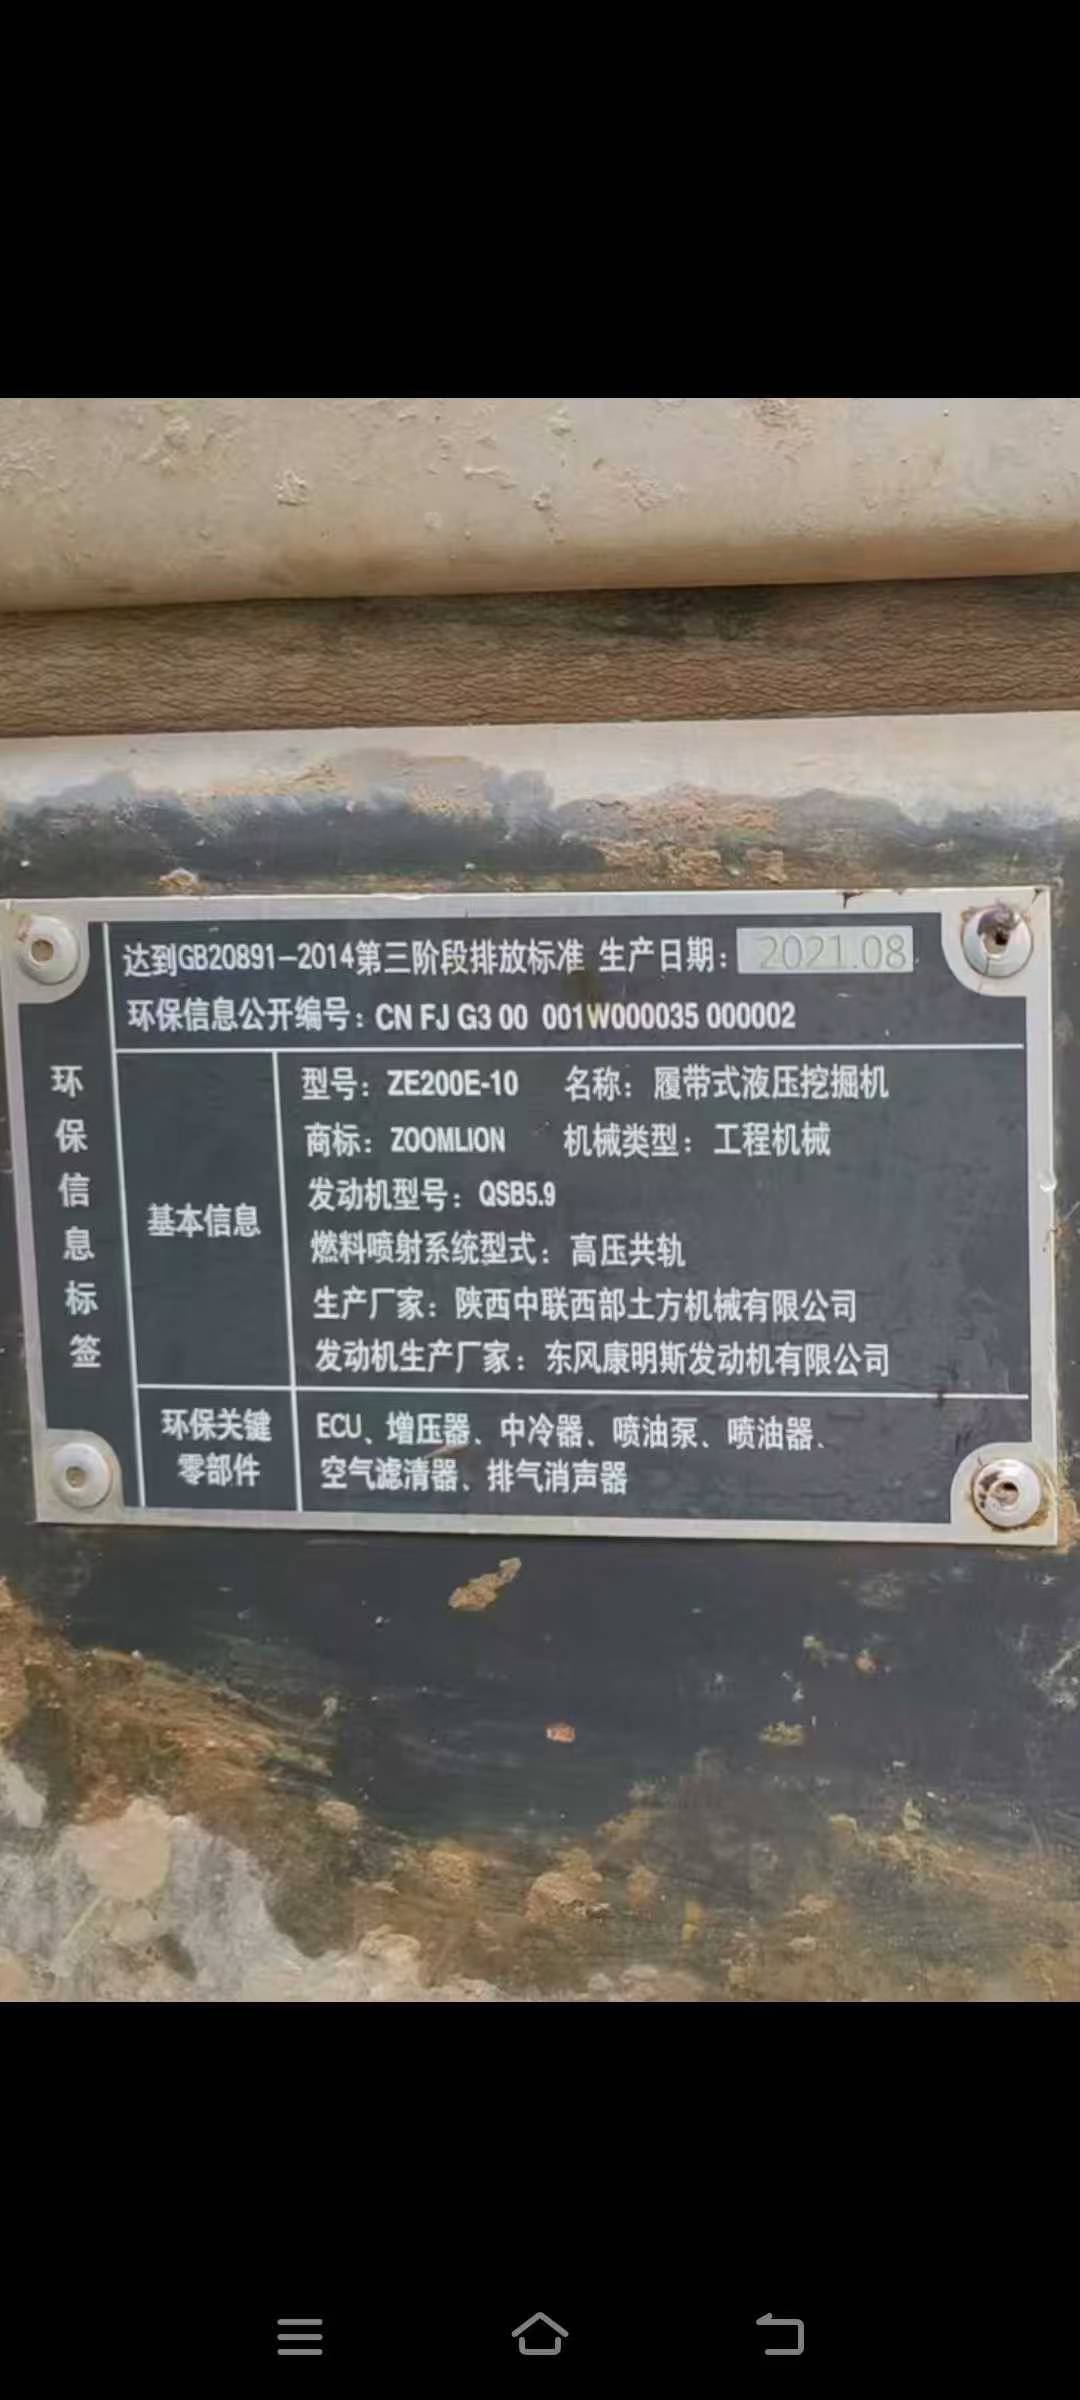 环保信息标签
达到GB20891-2014第三阶段排放标准 生产日期：2021.08
环保信息公开编号：CN FJ G3 00 001W000035 000002
基本信息
型号：ZE200E-10 名称：履带式液压挖掘机
商标：ZOOMLION 机械类型：工程机械
发动机型号：QSB5.9
燃料喷射系统型式：高压共轨
生产厂家：陕西中联西部土方机械有限公司
发动机生产厂家：东风康明斯发动机有限公司
环保关键
零部件
ECU、增压器、中冷器、喷油泵、喷油器、
空气滤清器、排气消声器